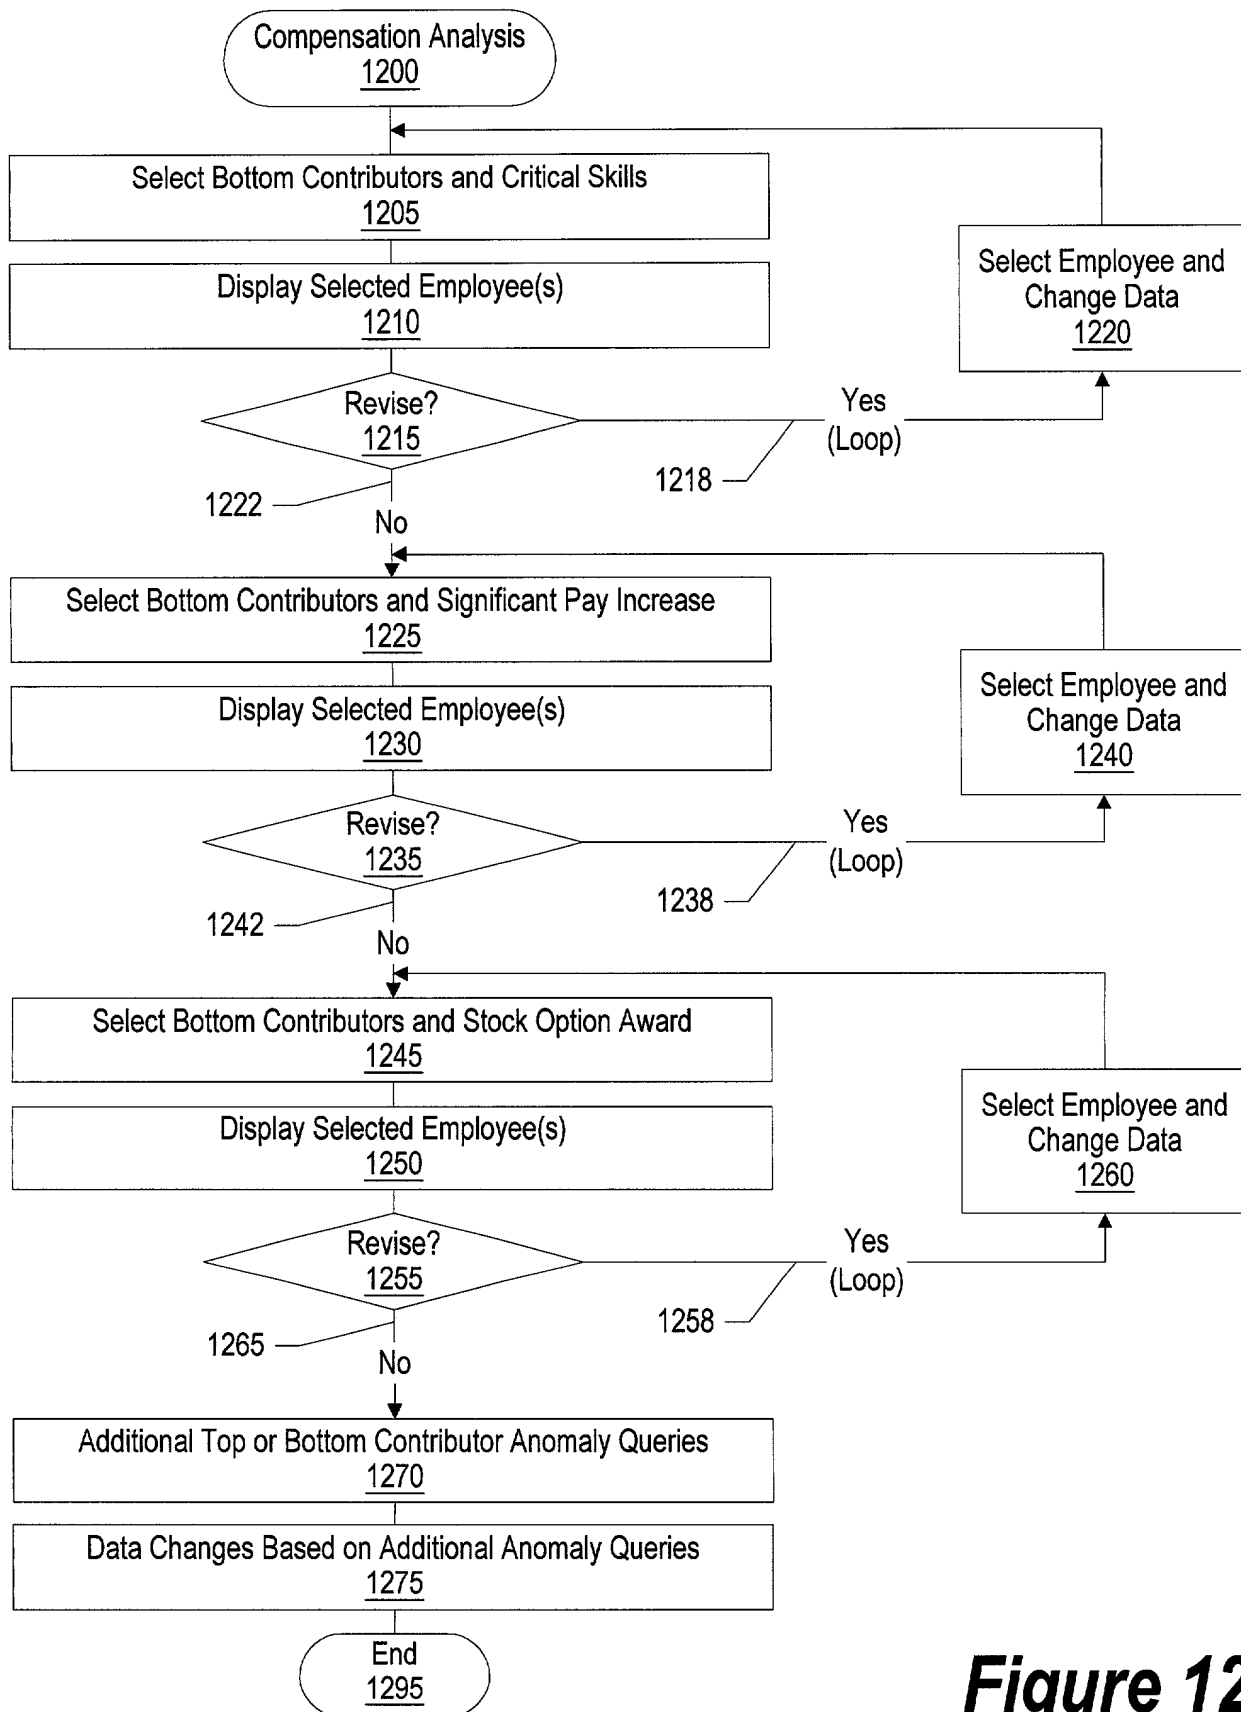 Compensation Analysis
1200
Select Bottom Contributors and Critical Skills
1205
Display Selected Employee(s)
1210
Select Employee and
Change Data
1220
Revise?
1215
Yes
(Loop)
1218
1222
No
Select Bottom Contributors and Significant Pay Increase
1225
Display Selected Employee(s)
1230
Select Employee and
Change Data
1240
Revise?
1235
Yes
(Loop)
1238
1242
No
Select Bottom Contributors and Stock Option Award
1245
Display Selected Employee(s)
1250
Select Employee and
Change Data
1260
Revise?
1255
Yes
(Loop)
1258
1265
No
Additional Top or Bottom Contributor Anomaly Queries
1270
Data Changes Based on Additional Anomaly Queries
1275
End
1295
Figure 12